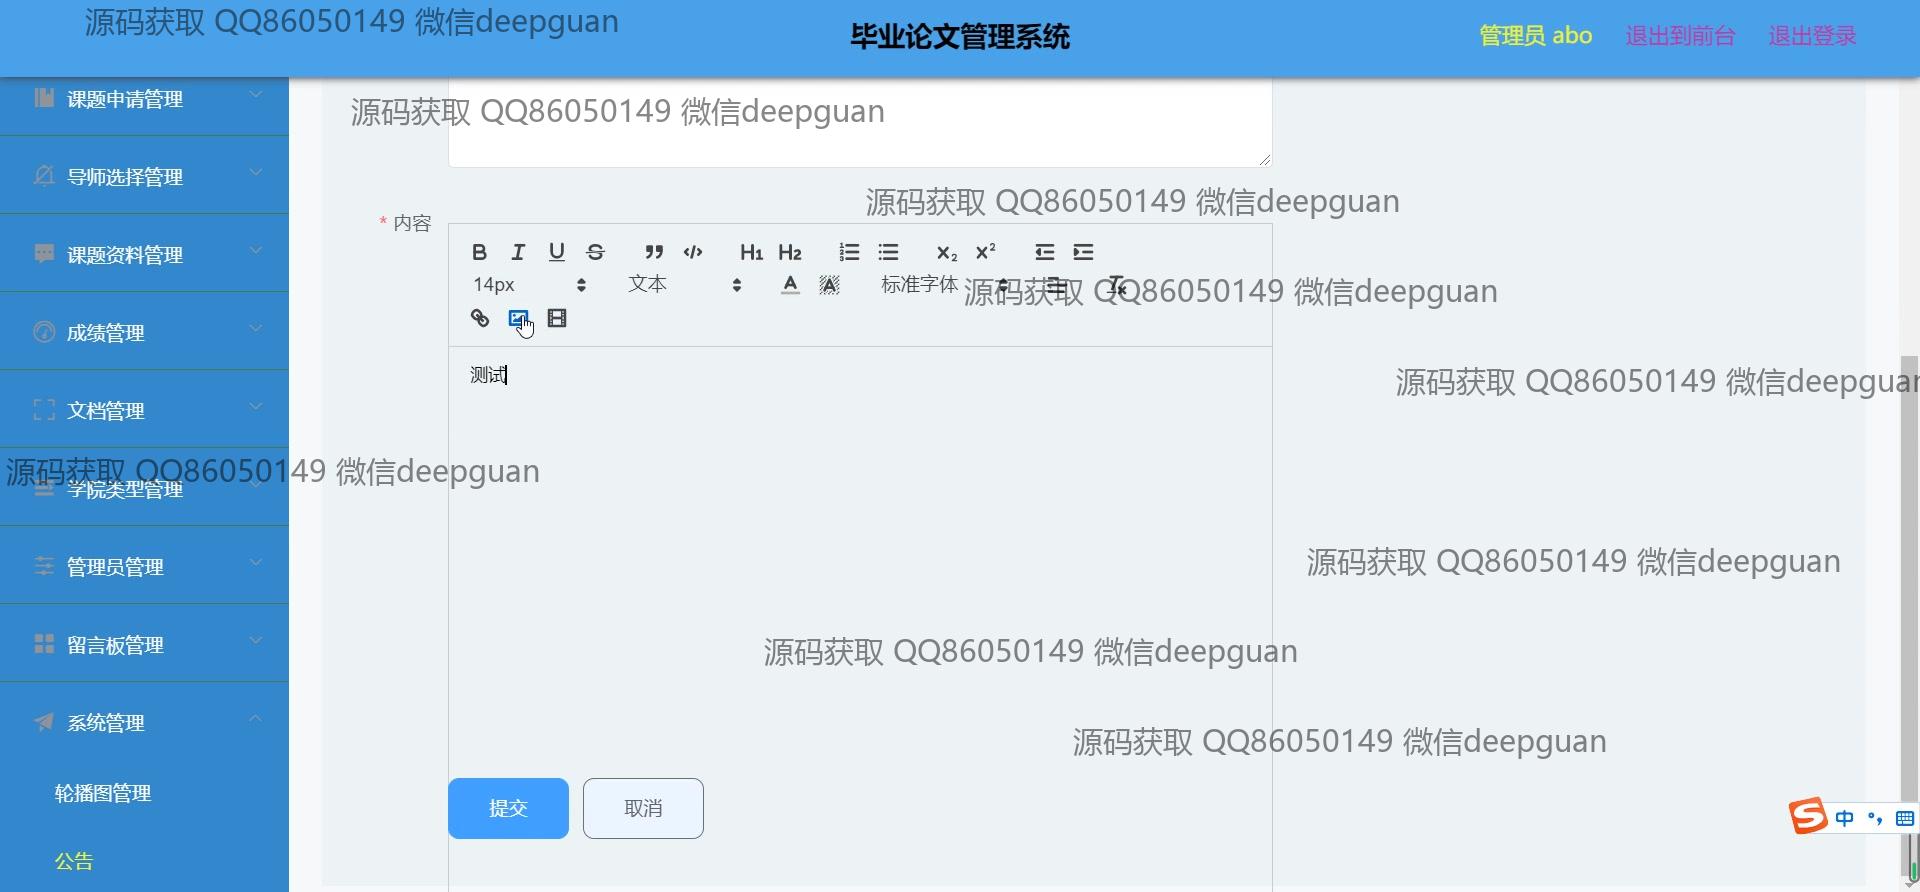 源码获取 QQ86050149 微信deepguan
毕业论文管理系统
管理员 abo
退出到前台
退出登录
课题申请管理
源码获取 QQ86050149 微信deepguan
导师选择管理
源码获取 QQ86050149 微信deepguan
* 内容
课题资料管理
B I U S H1 H2 X2 X2
14px 文本 A A 标准字体 Tx
源码获取 QQ86050149 微信deepguan
成绩管理
测试
源码获取 QQ86050149 微信deepguan
文档管理
源码获取 QQ86050149 微信deepguan
学院类型管理
管理员管理
源码获取 QQ86050149 微信deepguan
留言板管理
源码获取 QQ86050149 微信deepguan
系统管理
源码获取 QQ86050149 微信deepguan
轮播图管理
提交
取消
S 中 °,
公告